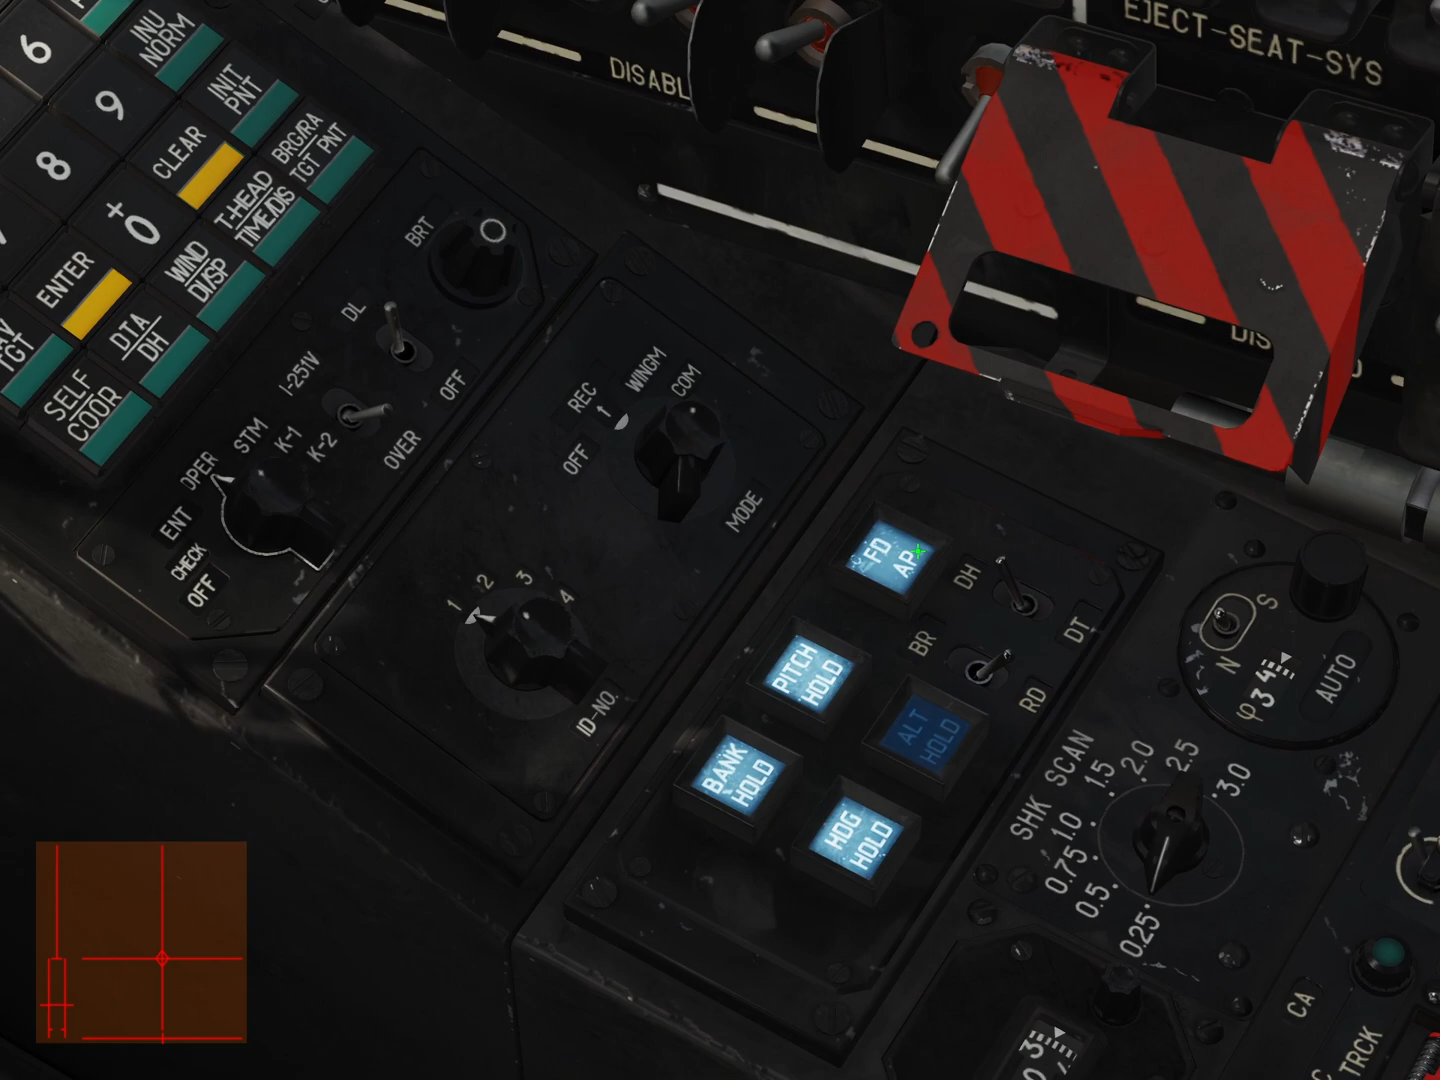 EJECT-SEAT-SYS
DISABL
6
INU
NORM
9
INIT
PNT
8
CLEAR
BRG/RA
TGT PNT
+
0
T-HEAD
TIME/DIS
ENTER
WIND
DISP
DTA
DH
SELF
COOR
TGT
BRT
DL
OFF
I-251V
OVER
K-2
K-1
STM
OPER
ENT
CHECK
OFF
WINGM
REC
COM
OFF
MODE
1
2
3
4
ID-NO.
DIS
FD
AP
DH
DT
BR
RD
PITCH
HOLD
ALT
HOLD
BANK
HOLD
HDG
HOLD
S
N
φ34
AUTO
SHK SCAN
0.25
0.5
0.75
1.0
1.5
2.0
2.5
3.0
CA
TRCK
3